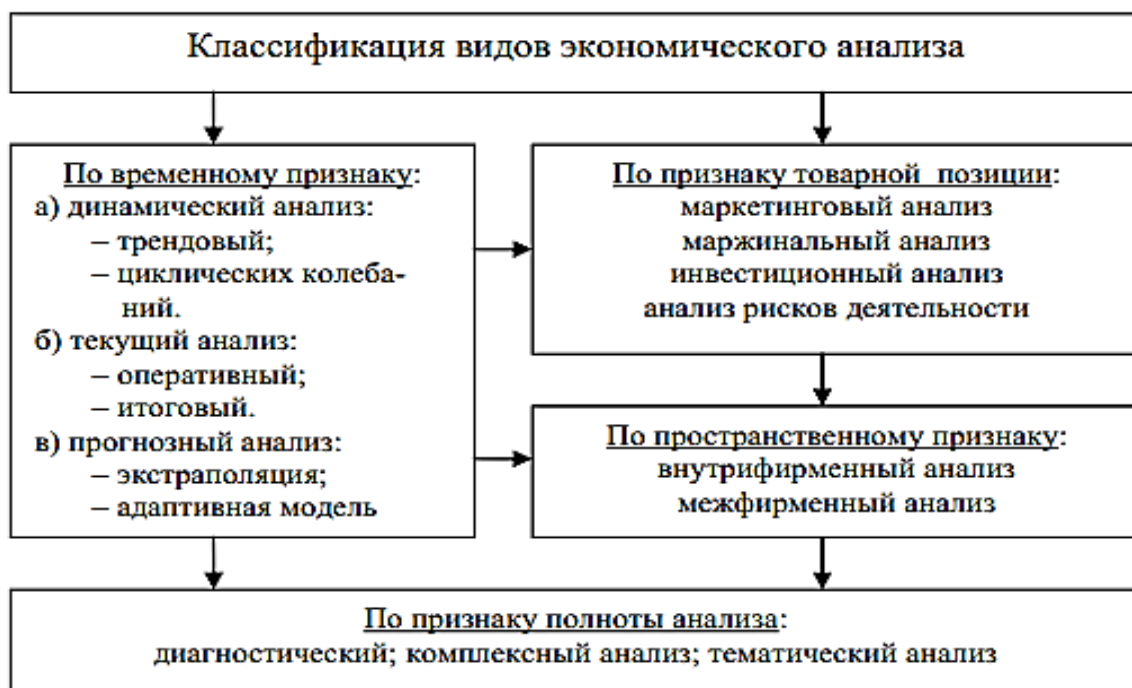 Классификация видов экономического анализа
По временному признаку:
а) динамический анализ:
– трендовый;
– циклических колеба-
ний.
б) текущий анализ:
– оперативный;
– итоговый.
в) прогнозный анализ:
– экстраполяция;
– адаптивная модель
По признаку товарной позиции:
маркетинговый анализ
маржинальный анализ
инвестиционный анализ
анализ рисков деятельности
По пространственному признаку:
внутрифирменный анализ
межфирменный анализ
По признаку полноты анализа:
диагностический; комплексный анализ; тематический анализ